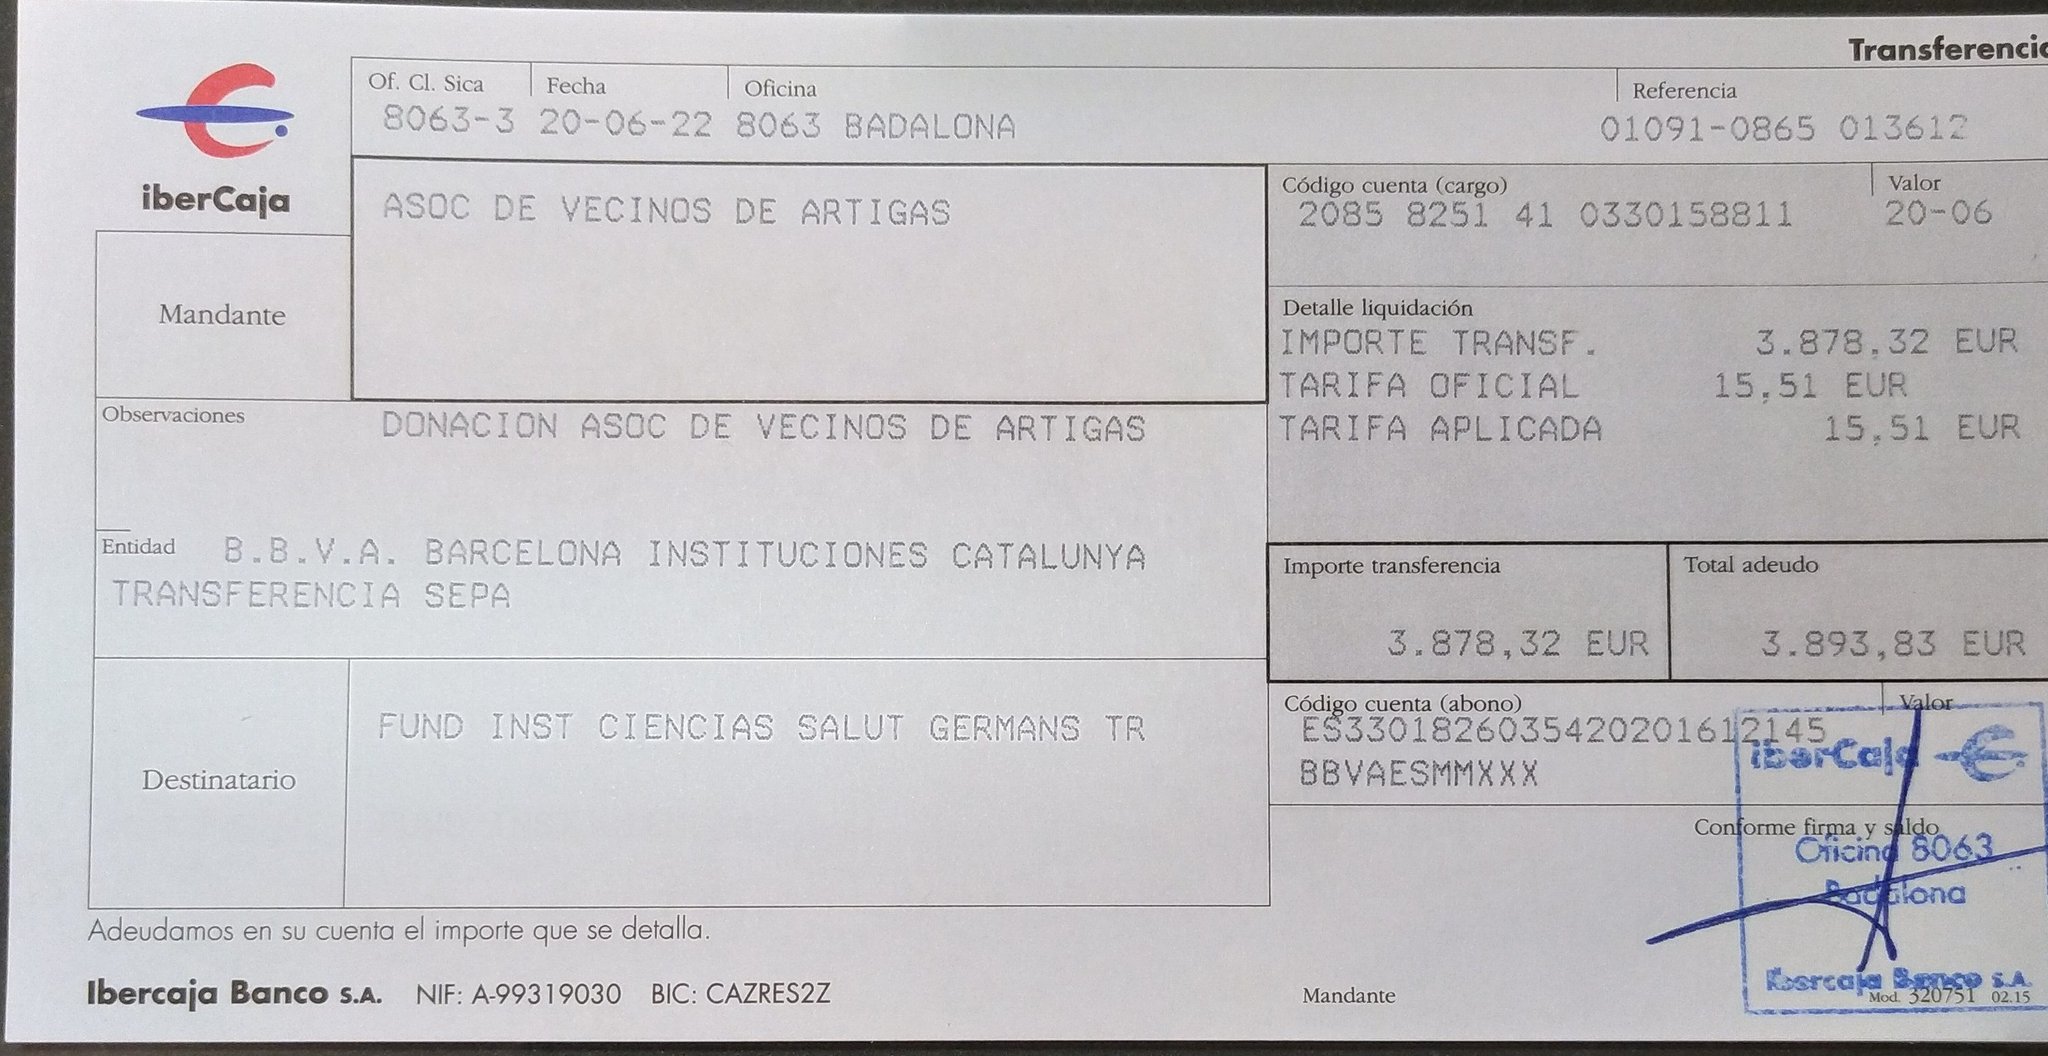 Transferencia
iberCaja
Of. Cl. Sica Fecha Oficina Referencia
8063-3 20-06-22 8063 BADALONA 01091-0865 013612
Mandante
ASOC DE VECINOS DE ARTIGAS
Código cuenta (cargo) Valor
2085 8251 41 0330158811 20-06
Detalle liquidación
IMPORTE TRANSF. 3.878,32 EUR
TARIFA OFICIAL 15,51 EUR
TARIFA APLICADA 15,51 EUR
Observaciones DONACION ASOC DE VECINOS DE ARTIGAS
Entidad B.B.V.A. BARCELONA INSTITUCIONES CATALUNYA
TRANSFERENCIA SEPA
Importe transferencia Total adeudo
3.878,32 EUR 3.893,83 EUR
Destinatario
FUND INST CIENCIAS SALUT GERMANS TR
Código cuenta (abono) Valor
ES3301826035420201612145
BBVAESMMXXX
Conforme firma y saldo
iberCaja
Oficina 8063
Badalona
Ibercaja Banco S.A.
Adeudamos en su cuenta el importe que se detalla.
Ibercaja Banco S.A. NIF: A-99319030 BIC: CAZRES2Z
Mandante
Mod. 320751 02.15